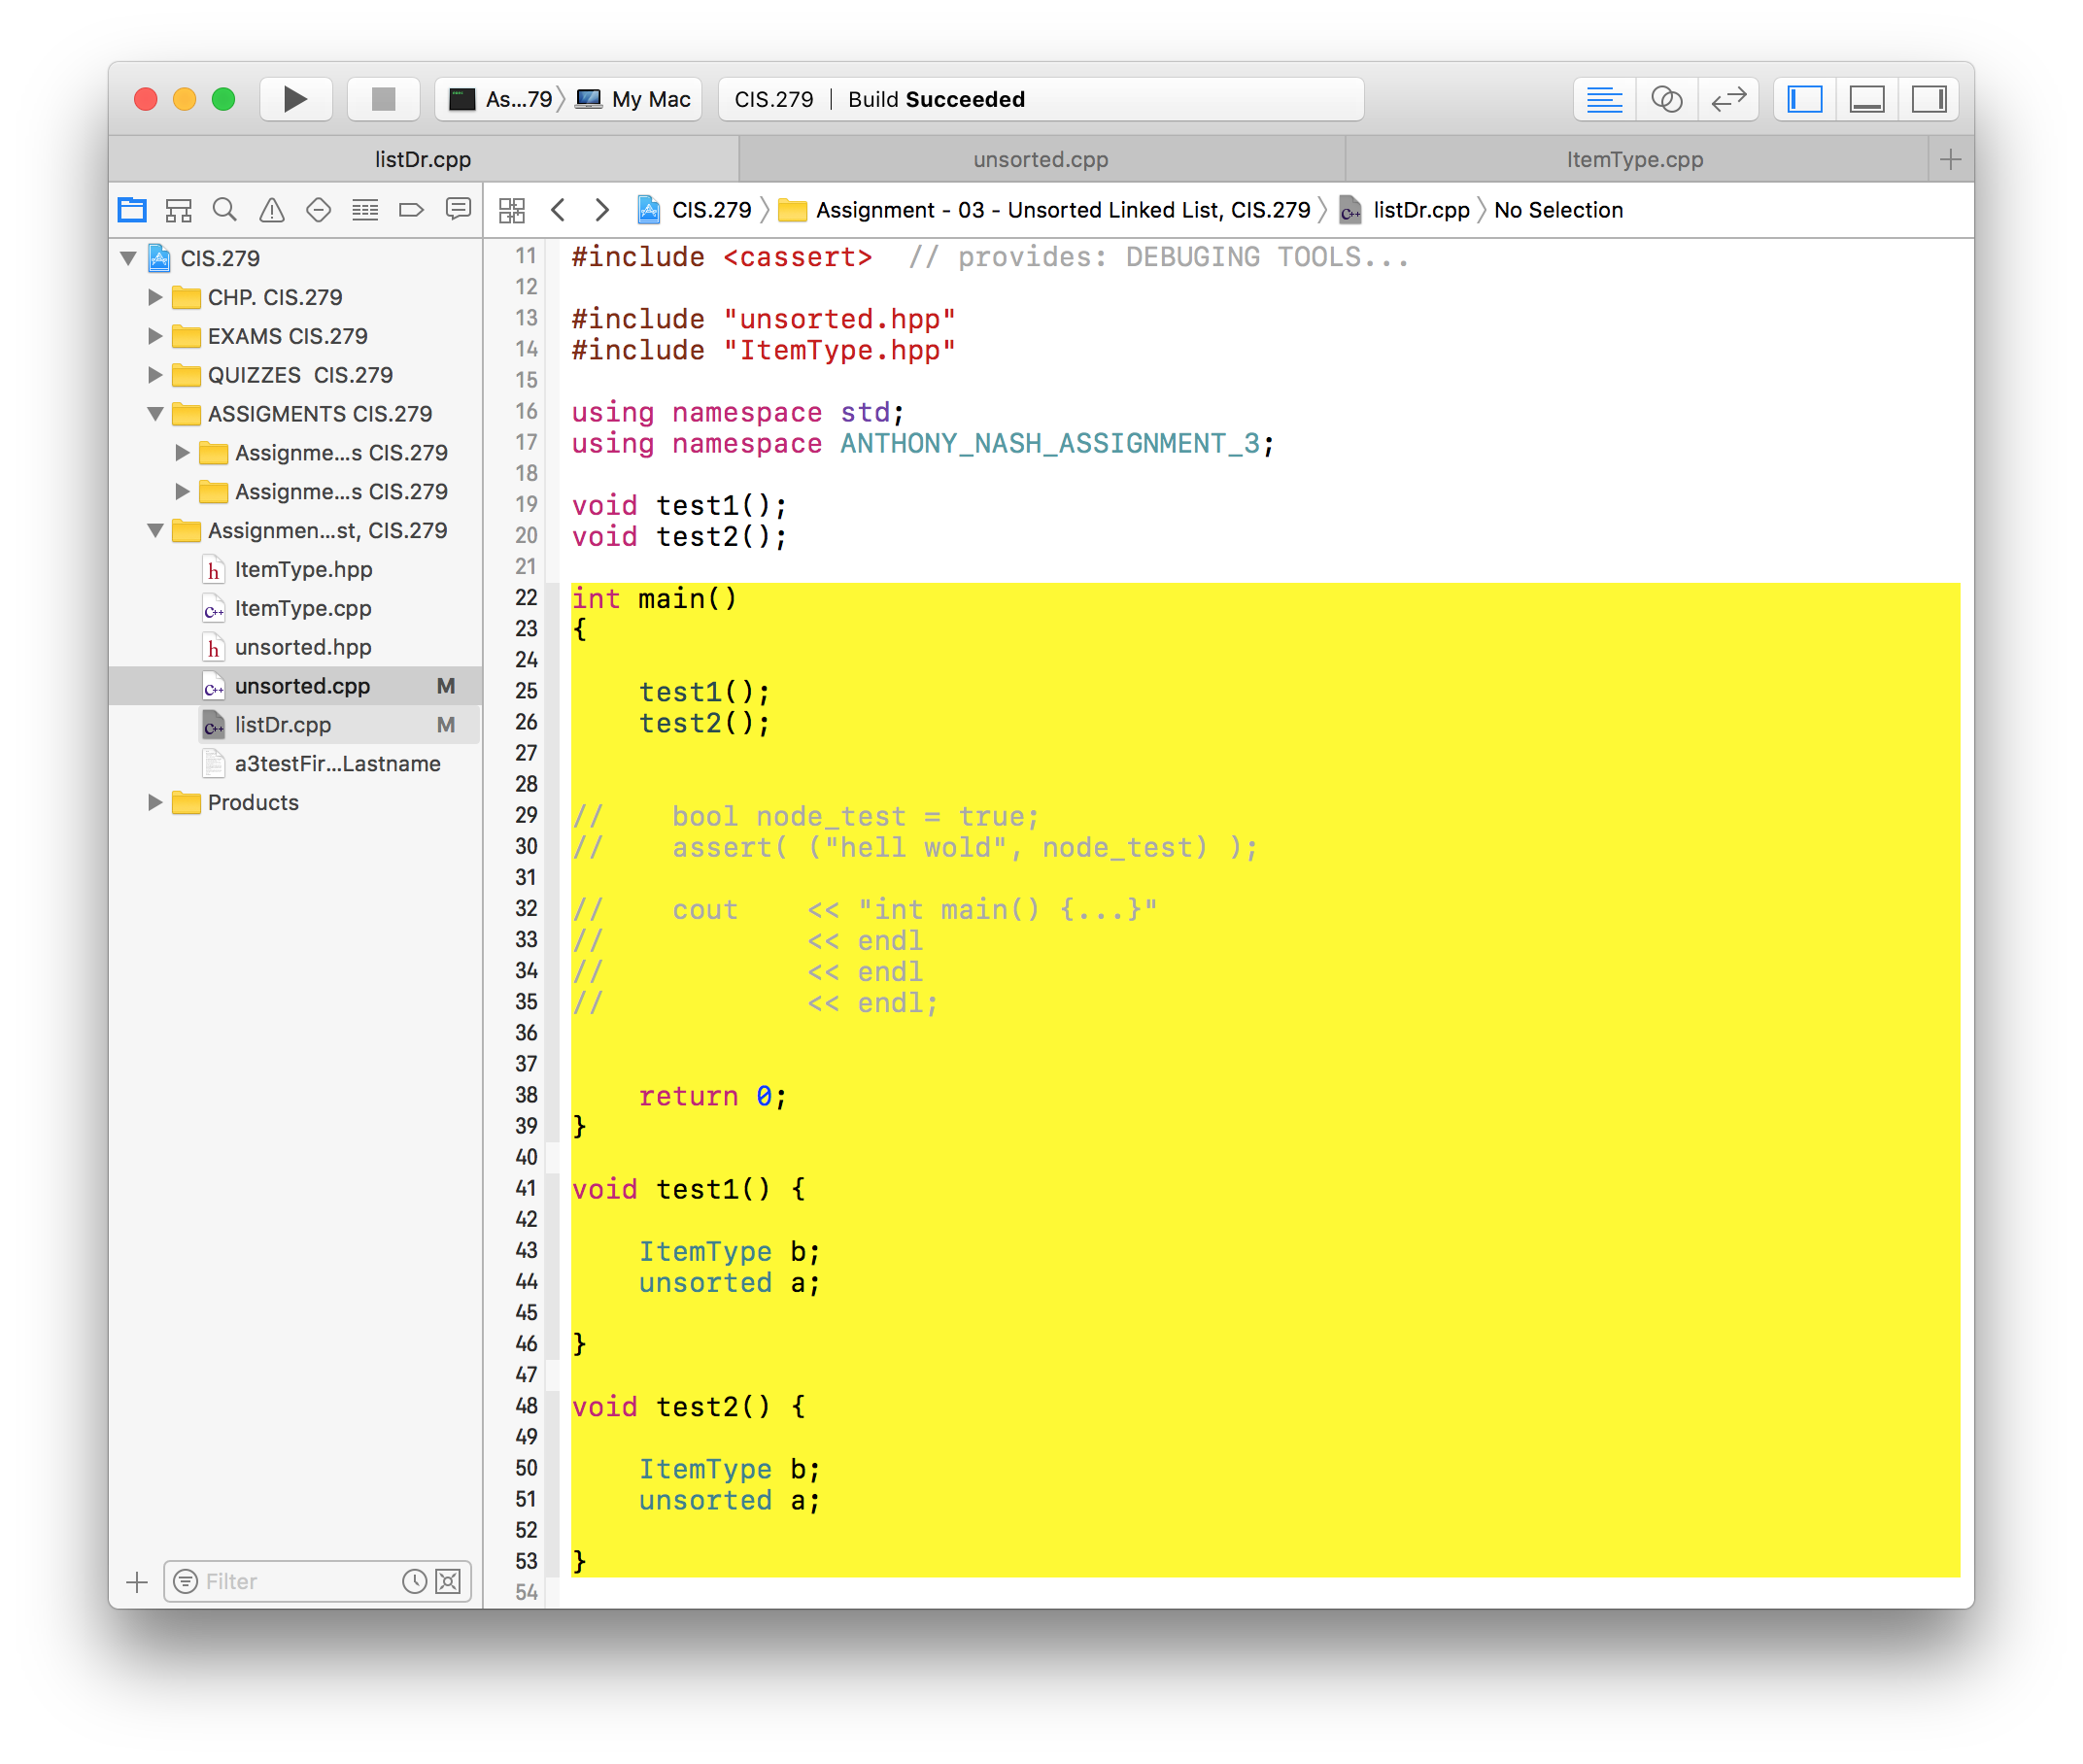 As...79 My Mac CIS.279 | Build Succeeded
listDr.cpp unsorted.cpp ItemType.cpp
CIS.279 Assignment - 03 - Unsorted Linked List, CIS.279 listDr.cpp No Selection
CIS.279
CHP. CIS.279
EXAMS CIS.279
QUIZZES  CIS.279
ASSIGMENTS CIS.279
Assignme...s CIS.279
Assignme...s CIS.279
Assignmen...st, CIS.279
h ItemType.hpp
C++ ItemType.cpp
h unsorted.hpp
C++ unsorted.cpp M
C++ listDr.cpp M
a3testFir...Lastname
Products
Filter
11 #include <cassert>  // provides: DEBUGING TOOLS...
12
13 #include "unsorted.hpp"
14 #include "ItemType.hpp"
15
16 using namespace std;
17 using namespace ANTHONY_NASH_ASSIGNMENT_3;
18
19 void test1();
20 void test2();
21
22 int main()
23 {
24
25     test1();
26     test2();
27
28
29 //    bool node_test = true;
30 //    assert( ("hell wold", node_test) );
31
32 //    cout    << "int main() {...}"
33 //            << endl
34 //            << endl
35 //            << endl;
36
37
38     return 0;
39 }
40
41 void test1() {
42
43     ItemType b;
44     unsorted a;
45
46 }
47
48 void test2() {
49
50     ItemType b;
51     unsorted a;
52
53 }
54